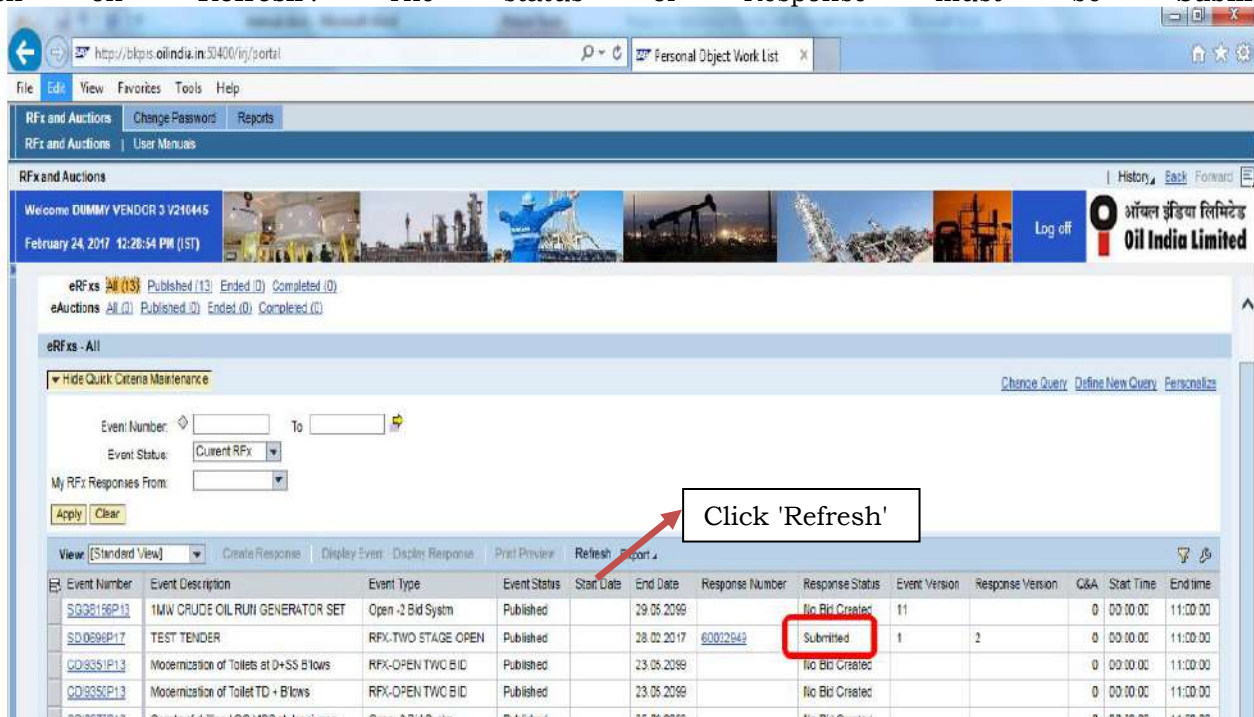 on Refresh. The status of Response must be Subm
http://bkpis.oilindia.in:50400/irj/portal
Personal Object Work List
File Edit View Favorites Tools Help
RFx and Auctions Change Password Reports
RFx and Auctions | User Manuals
RFx and Auctions
| History Back Forward
Welcome DUMMY VENDOR 3 V210445
February 24, 2017 12:28:54 PM (IST)
Log off
ऑयल इंडिया लिमिटेड
Oil India Limited
eRFxs All (13) Published (13) Ended (0) Completed (0)
eAuctions All (0) Published (0) Ended (0) Completed (0)
eRFxs - All
Hide Quick Criteria Maintenance
Change Query Define New Query Personalize
Event Number: To
Event Status: Current RFx
My RFx Responses From:
Apply Clear
Click 'Refresh'
View: [Standard View] Create Response | Display Event Display Response | Print Preview Refresh Export
Event Number Event Description Event Type Event Status Start Date End Date Response Number Response Status Event Version Response Version C&A Start Time End time
1MW CRUDE OIL RUN GENERATOR SET Open -2 Bid Systm Published 29.05.2099 No Bid Created 11 0 00:00:00 11:00:00
SDI0696P17 TEST TENDER RFX-TWO STAGE OPEN Published 28.02.2017 60002949 Submitted 1 2 0 00:00:00 11:00:00
CDI9351P13 Modernization of Toilets at D+SS B'lows RFX-OPEN TWO BID Published 23.05.2099 No Bid Created 0 00:00:00 11:00:00
CDI9350P13 Modernization of Toilet TD + B'lows RFX-OPEN TWO BID Published 23.05.2099 No Bid Created 0 00:00:00 11:00:00